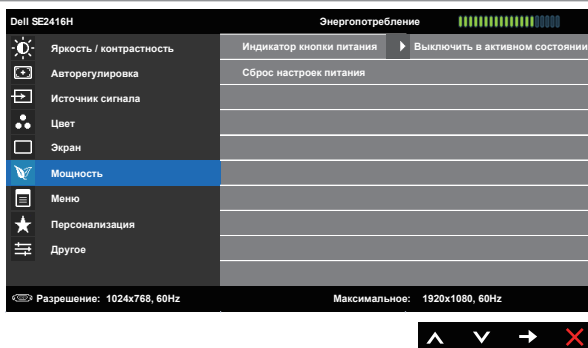 Dell SE2416H Энергопотребление
Яркость / контрастность Индикатор кнопки питания Выключить в активном состоянии
Авторегулировка Сброс настроек питания
Источник сигнала
Цвет
Экран
Мощность
Меню
Персонализация
Другое
Разрешение: 1024x768, 60Hz Максимальное: 1920x1080, 60Hz